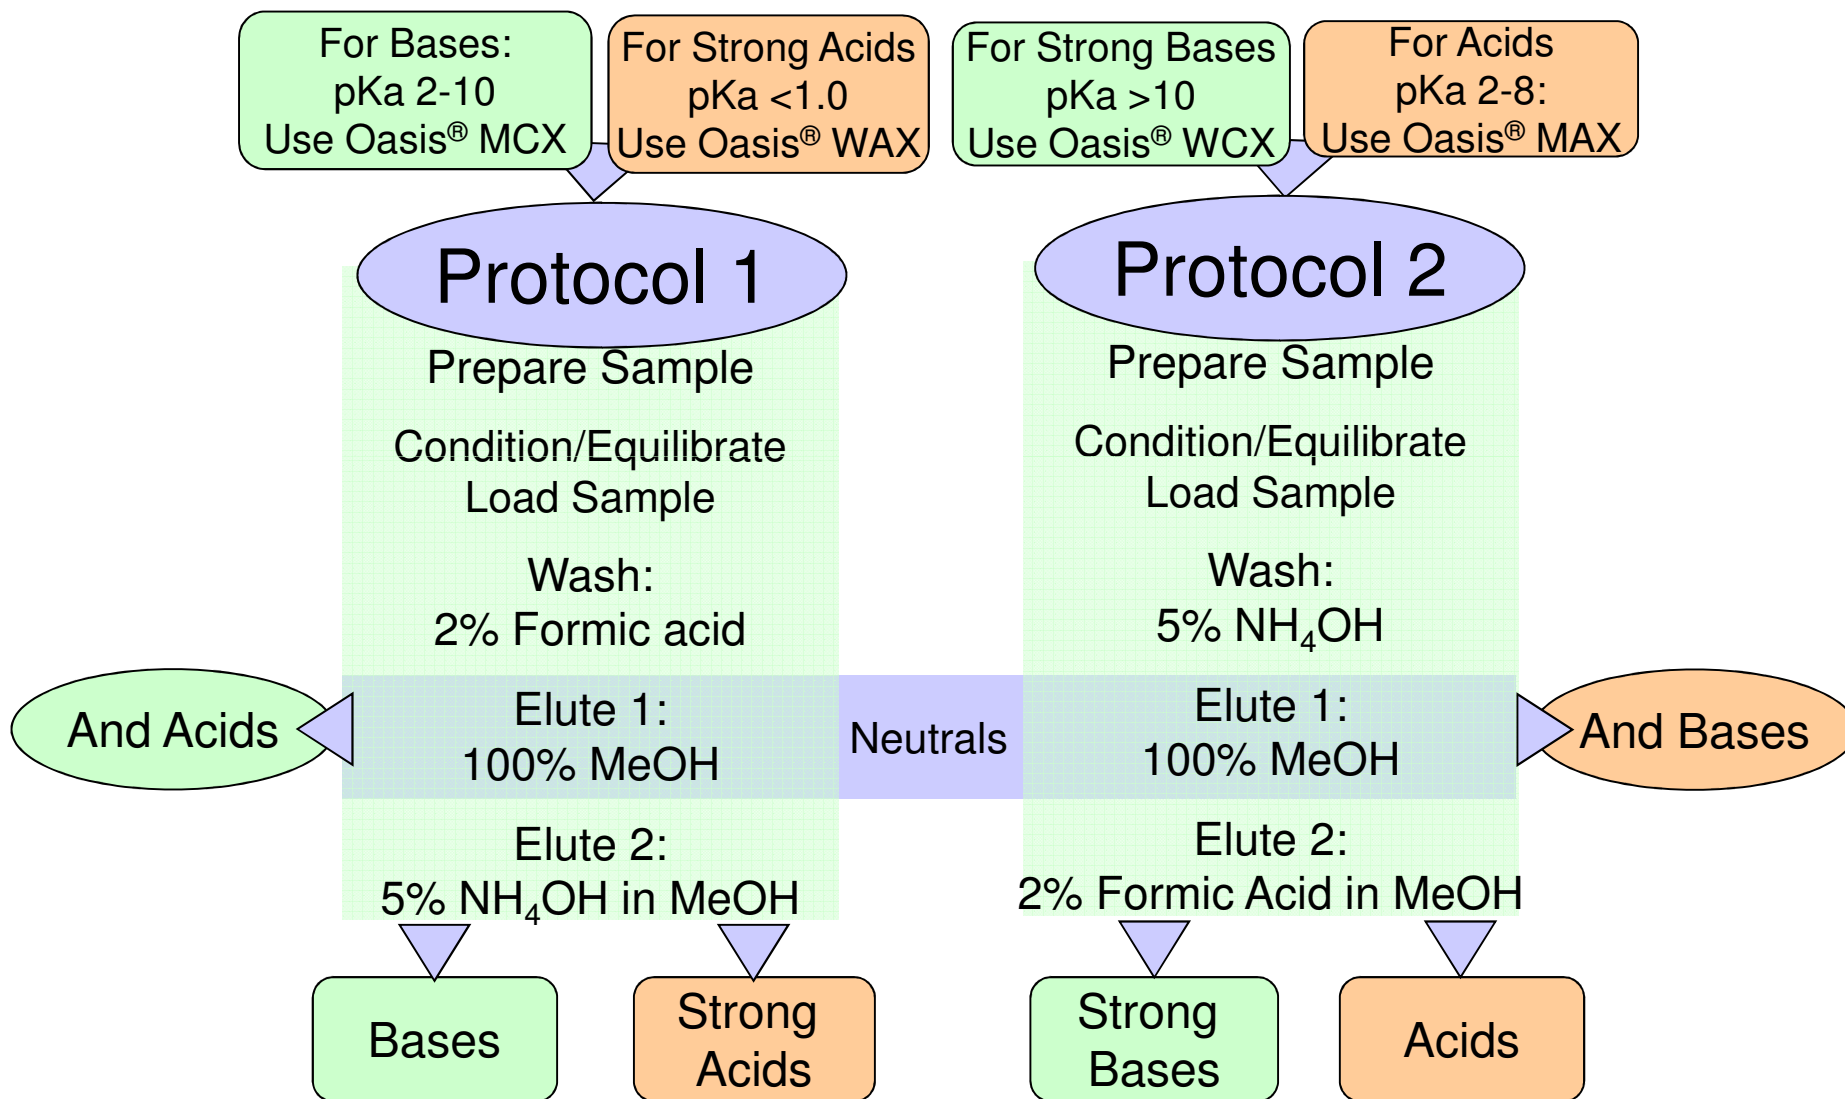 For Bases:
pKa 2-10
Use Oasis® MCX
For Strong Acids
pKa <1.0
Use Oasis® WAX
For Strong Bases
pKa >10
Use Oasis® WCX
For Acids
pKa 2-8:
Use Oasis® MAX
Protocol 1
Prepare Sample
Condition/Equilibrate
Load Sample
Wash:
2% Formic acid
And Acids
Elute 1:
100% MeOH
Neutrals
Elute 2:
5% NH₄OH in MeOH
Bases
Strong
Acids
Protocol 2
Prepare Sample
Condition/Equilibrate
Load Sample
Wash:
5% NH₄OH
Elute 1:
100% MeOH
And Bases
Elute 2:
2% Formic Acid in MeOH
Strong
Bases
Acids